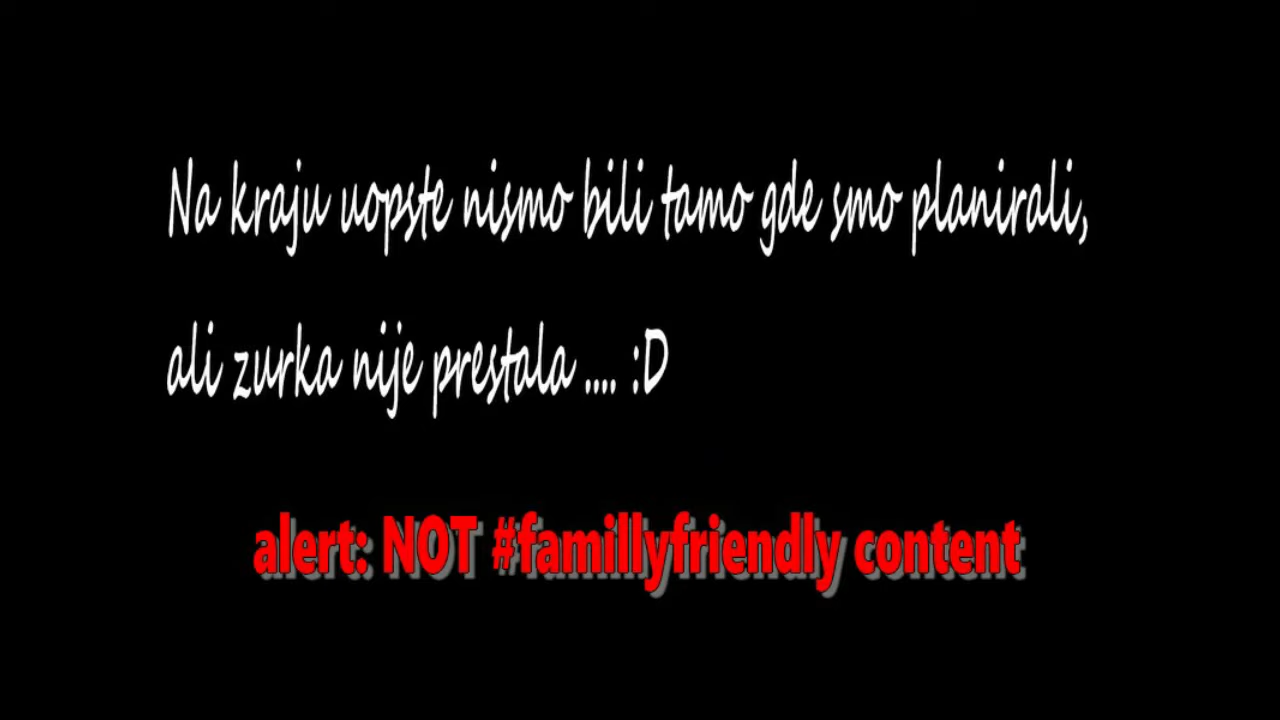 Na kraju uopste nismo bili tamo gde smo planirali,
ali zurka nije prestala .... :D
alert: NOT #famillyfriendly content